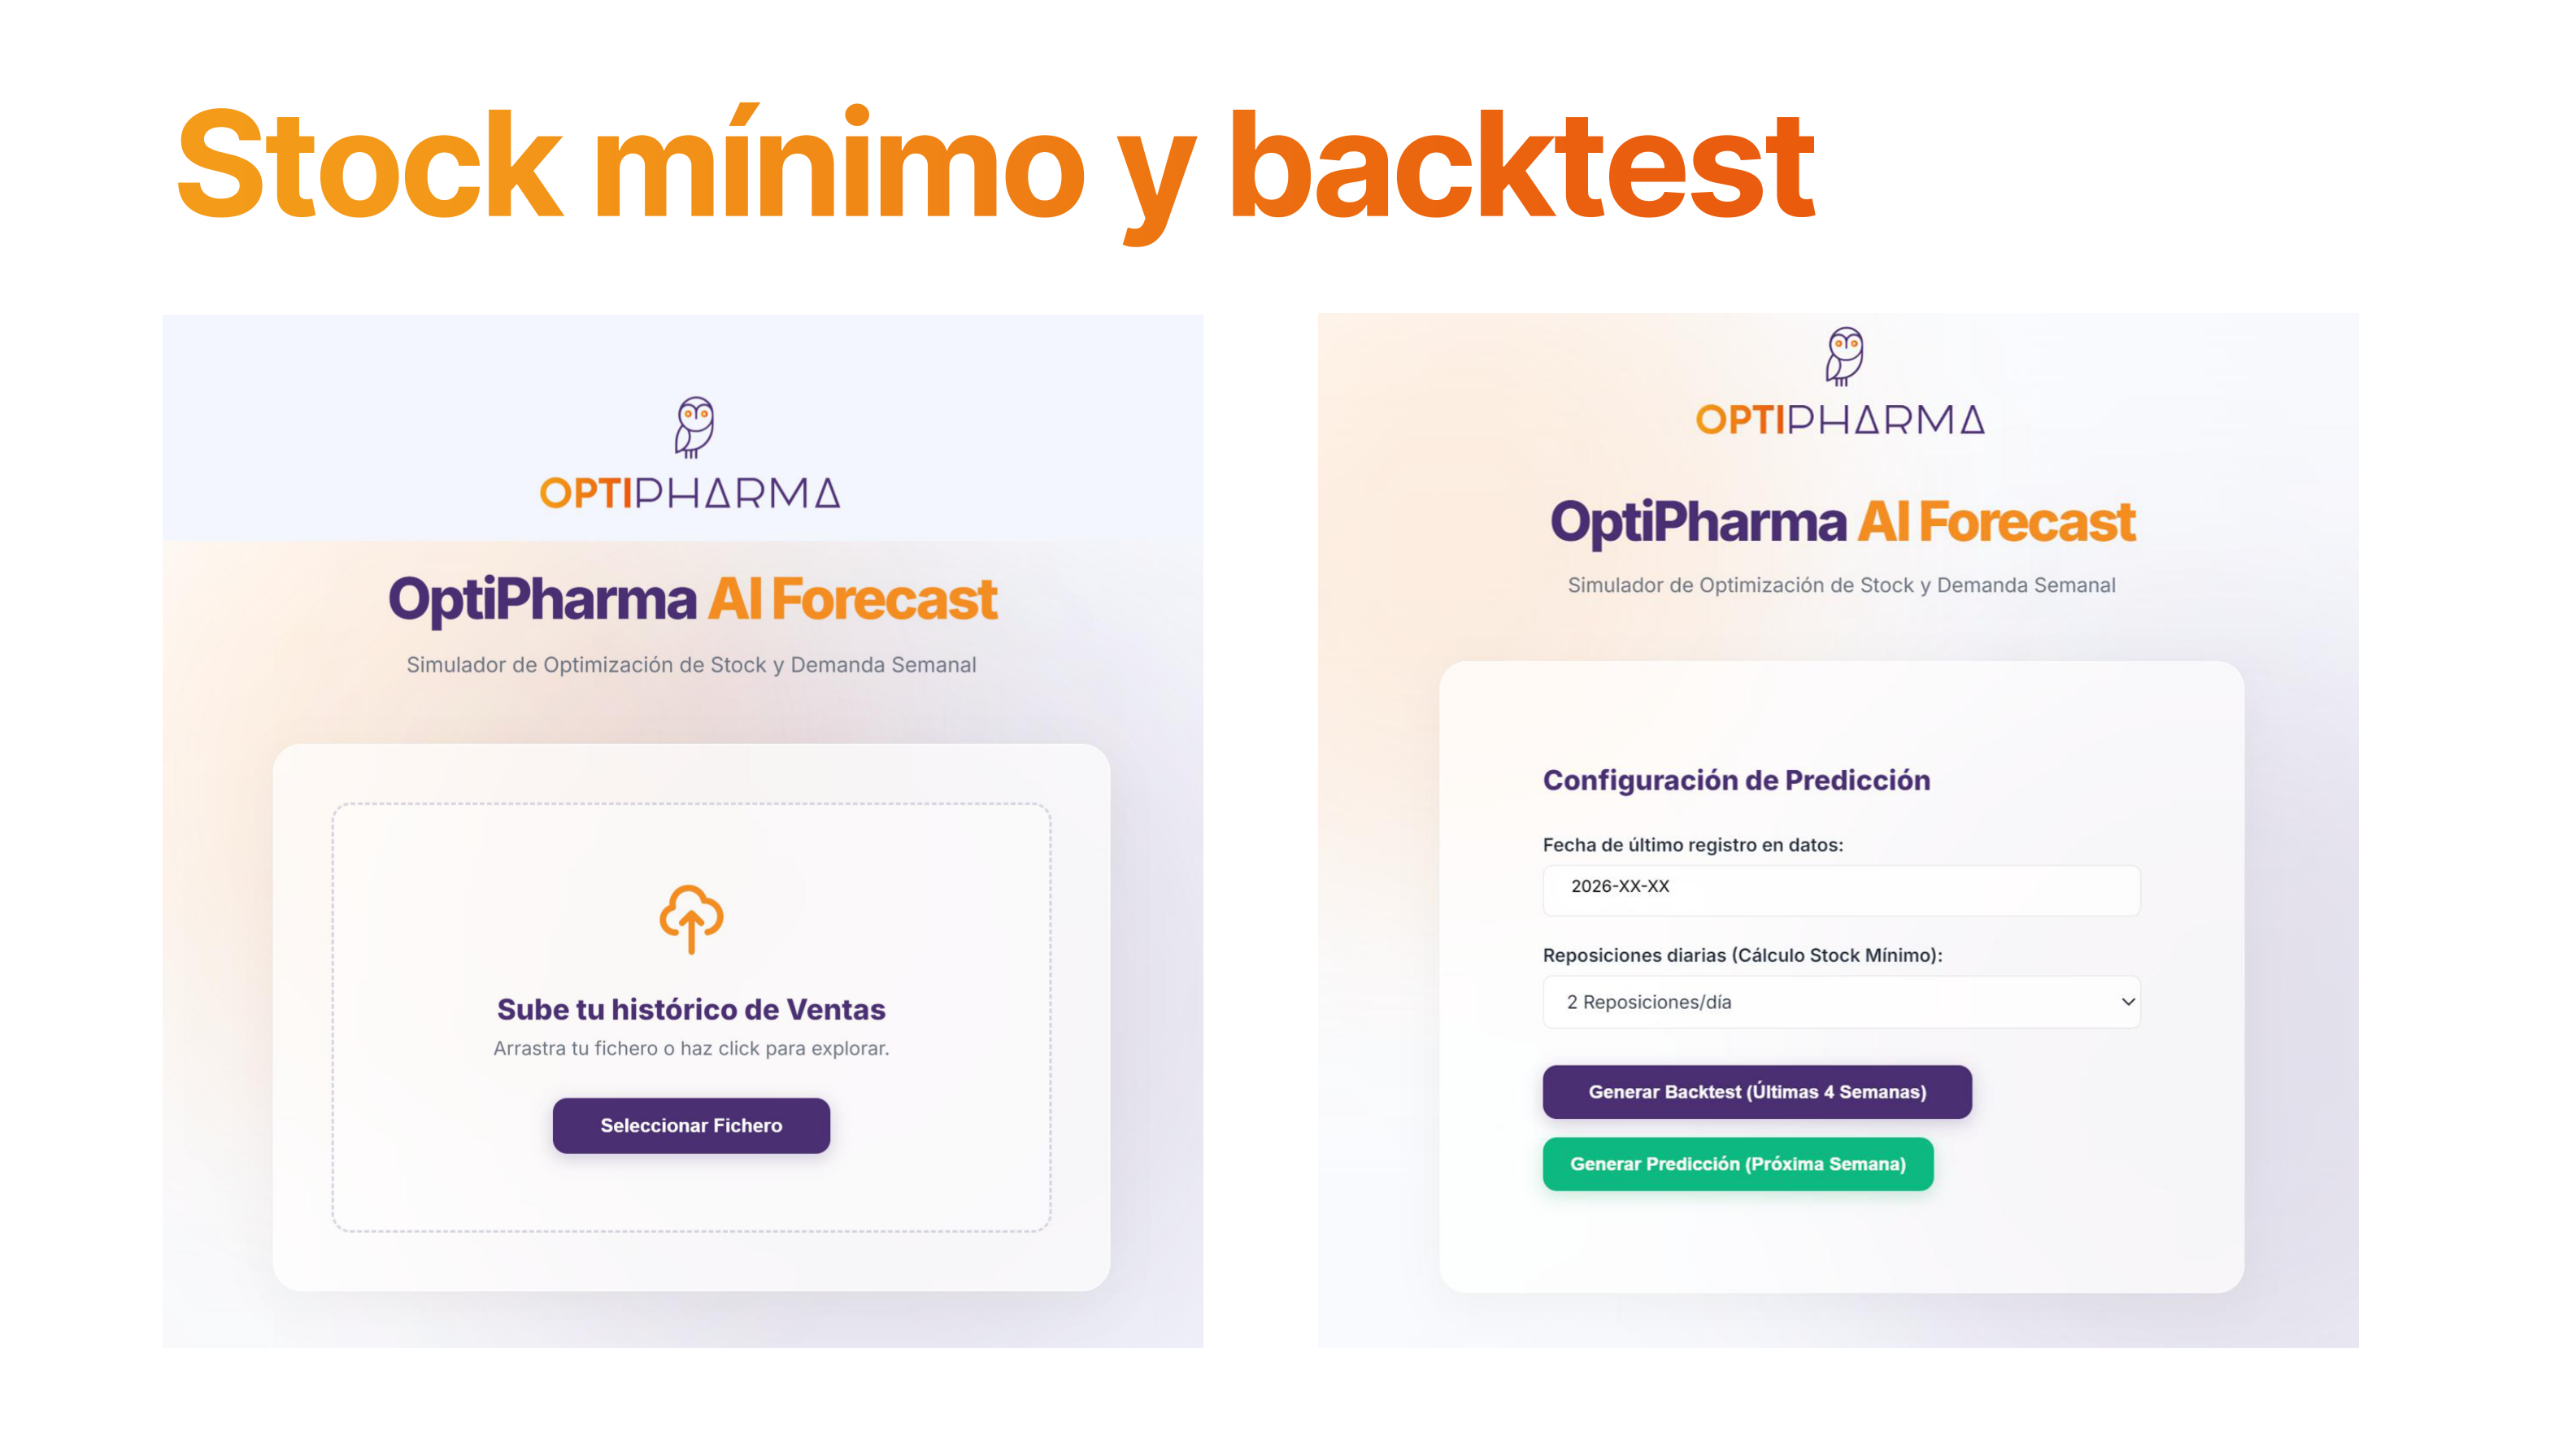 Stock mínimo y backtest
OPTIPHARMA
OptiPharma AI Forecast
Simulador de Optimización de Stock y Demanda Semanal
Sube tu histórico de Ventas
Arrastra tu fichero o haz click para explorar.
Seleccionar Fichero
OPTIPHARMA
OptiPharma AI Forecast
Simulador de Optimización de Stock y Demanda Semanal
Configuración de Predicción
Fecha de último registro en datos:
2026-XX-XX
Reposiciones diarias (Cálculo Stock Mínimo):
2 Reposiciones/día
Generar Backtest (Últimas 4 Semanas)
Generar Predicción (Próxima Semana)